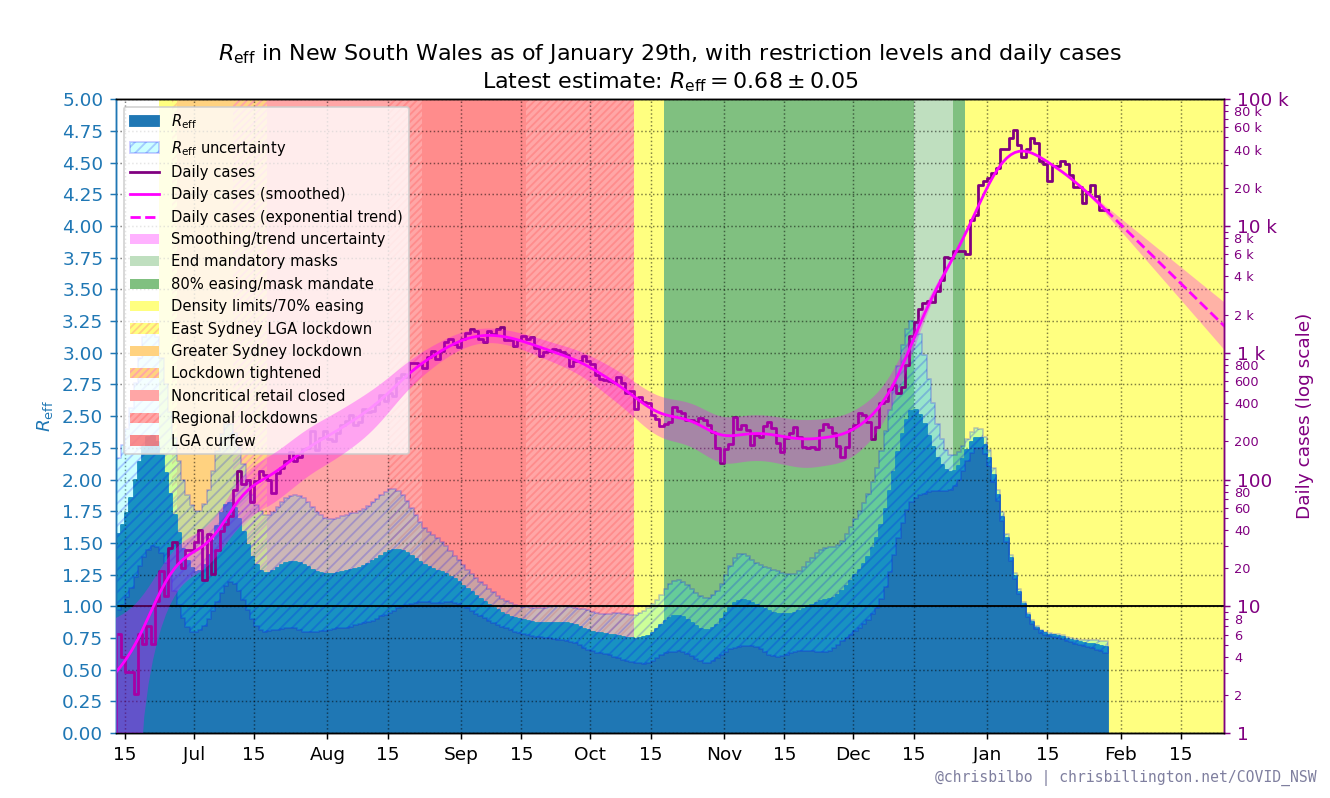 R_eff in New South Wales as of January 29th, with restriction levels and daily cases
Latest estimate: R_eff = 0.68 ± 0.05
R_eff
R_eff uncertainty
Daily cases
Daily cases (smoothed)
Daily cases (exponential trend)
Smoothing/trend uncertainty
End mandatory masks
80% easing/mask mandate
Density limits/70% easing
East Sydney LGA lockdown
Greater Sydney lockdown
Lockdown tightened
Noncritical retail closed
Regional lockdowns
LGA curfew
R_eff
5.00
4.75
4.50
4.25
4.00
3.75
3.50
3.25
3.00
2.75
2.50
2.25
2.00
1.75
1.50
1.25
1.00
0.75
0.50
0.25
0.00
15 Jul 15 Aug 15 Sep 15 Oct 15 Nov 15 Dec 15 Jan 15 Feb 15
100 k
80 k
60 k
40 k
20 k
10 k
8 k
6 k
4 k
2 k
1 k
800
600
400
200
100
80
60
40
20
10
8
6
4
2
1
Daily cases (log scale)
@chrisbilbo | chrisbillington.net/COVID_NSW